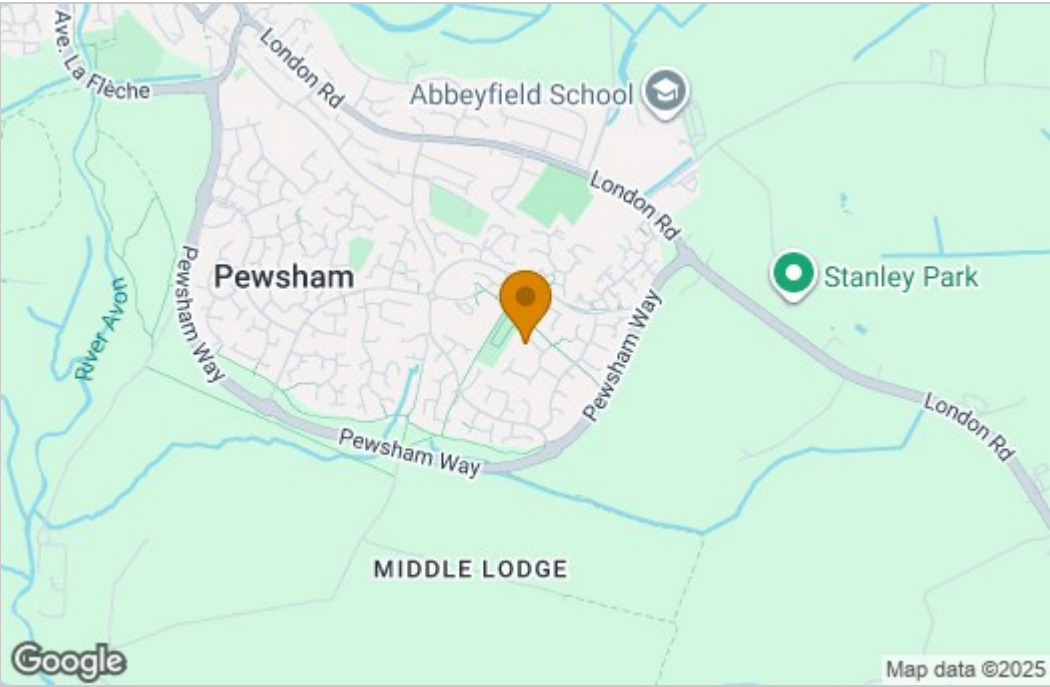 Ave. La Flèche
London Rd
Abbeyfield School
London Rd
Pewsham
Stanley Park
River Avon
Pewsham Way
Pewsham Way
London Rd
Pewsham Way
MIDDLE LODGE
Google
Map data ©2025